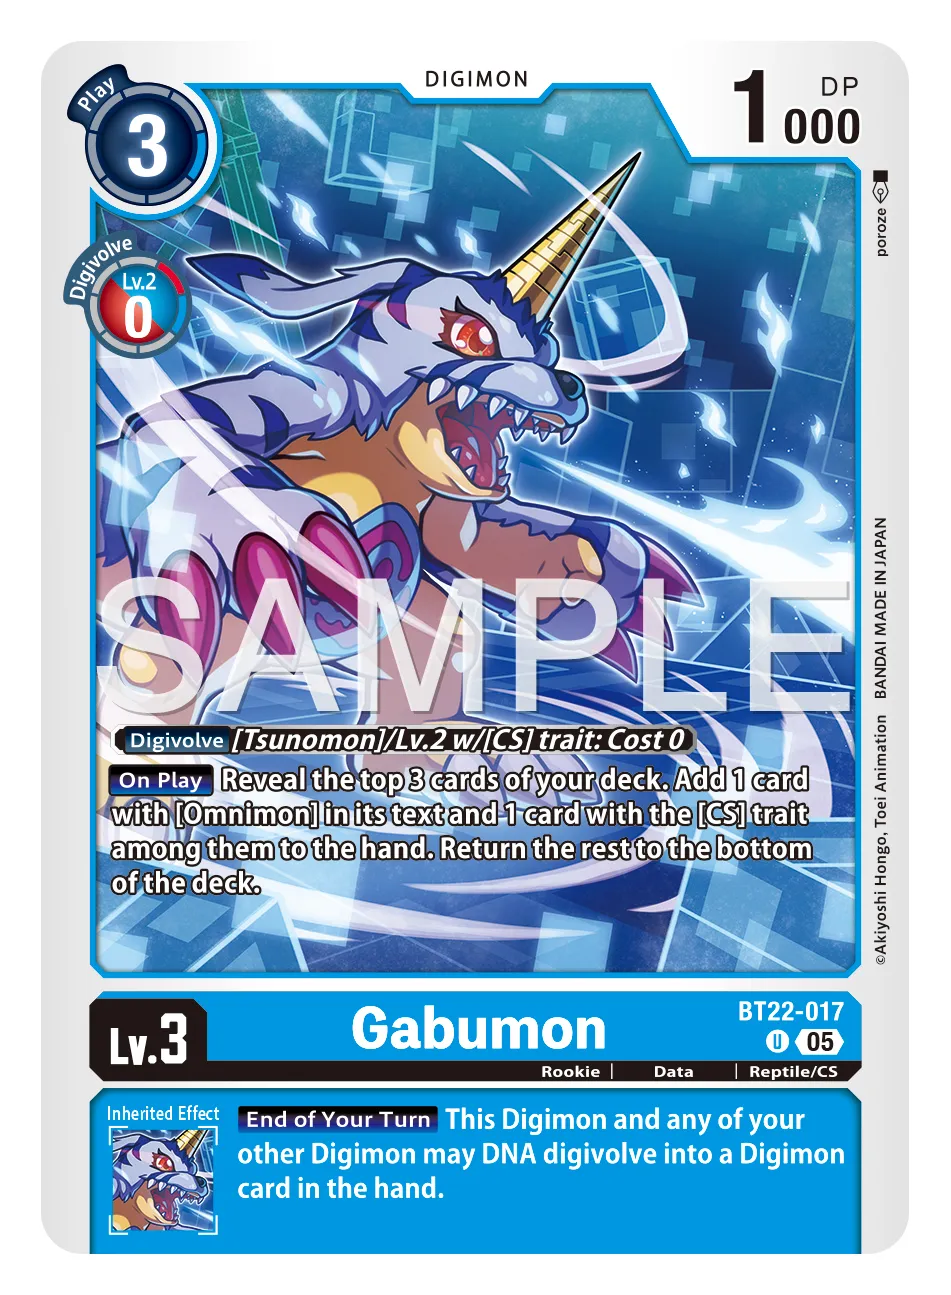 DIGIMON
Play
3
1000
DP
Digivolve
Lv.2
0
poroze
SAMPLE
BANDAI MADE IN JAPAN
©Akiyoshi Hongo, Toei Animation
Digivolve [Tsunomon]/Lv.2 w/[CS] trait: Cost 0
On Play Reveal the top 3 cards of your deck. Add 1 card
with [Omnimon] in its text and 1 card with the [CS] trait
among them to the hand. Return the rest to the bottom
of the deck.
Lv.3
Gabumon
BT22-017
U 05
Rookie | Data | Reptile/CS
Inherited Effect
End of Your Turn This Digimon and any of your
other Digimon may DNA digivolve into a Digimon
card in the hand.